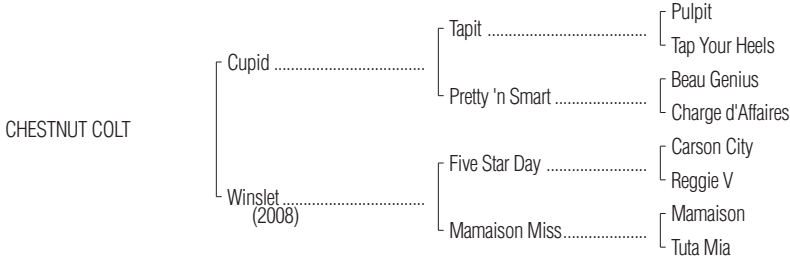 Pulpit
Tapit ....................................
Tap Your Heels
Cupid ..................................
Beau Genius
Pretty 'n Smart .....................
Charge d'Affaires
CHESTNUT COLT
Carson City
Five Star Day .......................
Reggie V
Winslet ................................
(2008)
Mamaison
Mamaison Miss...................
Tuta Mia